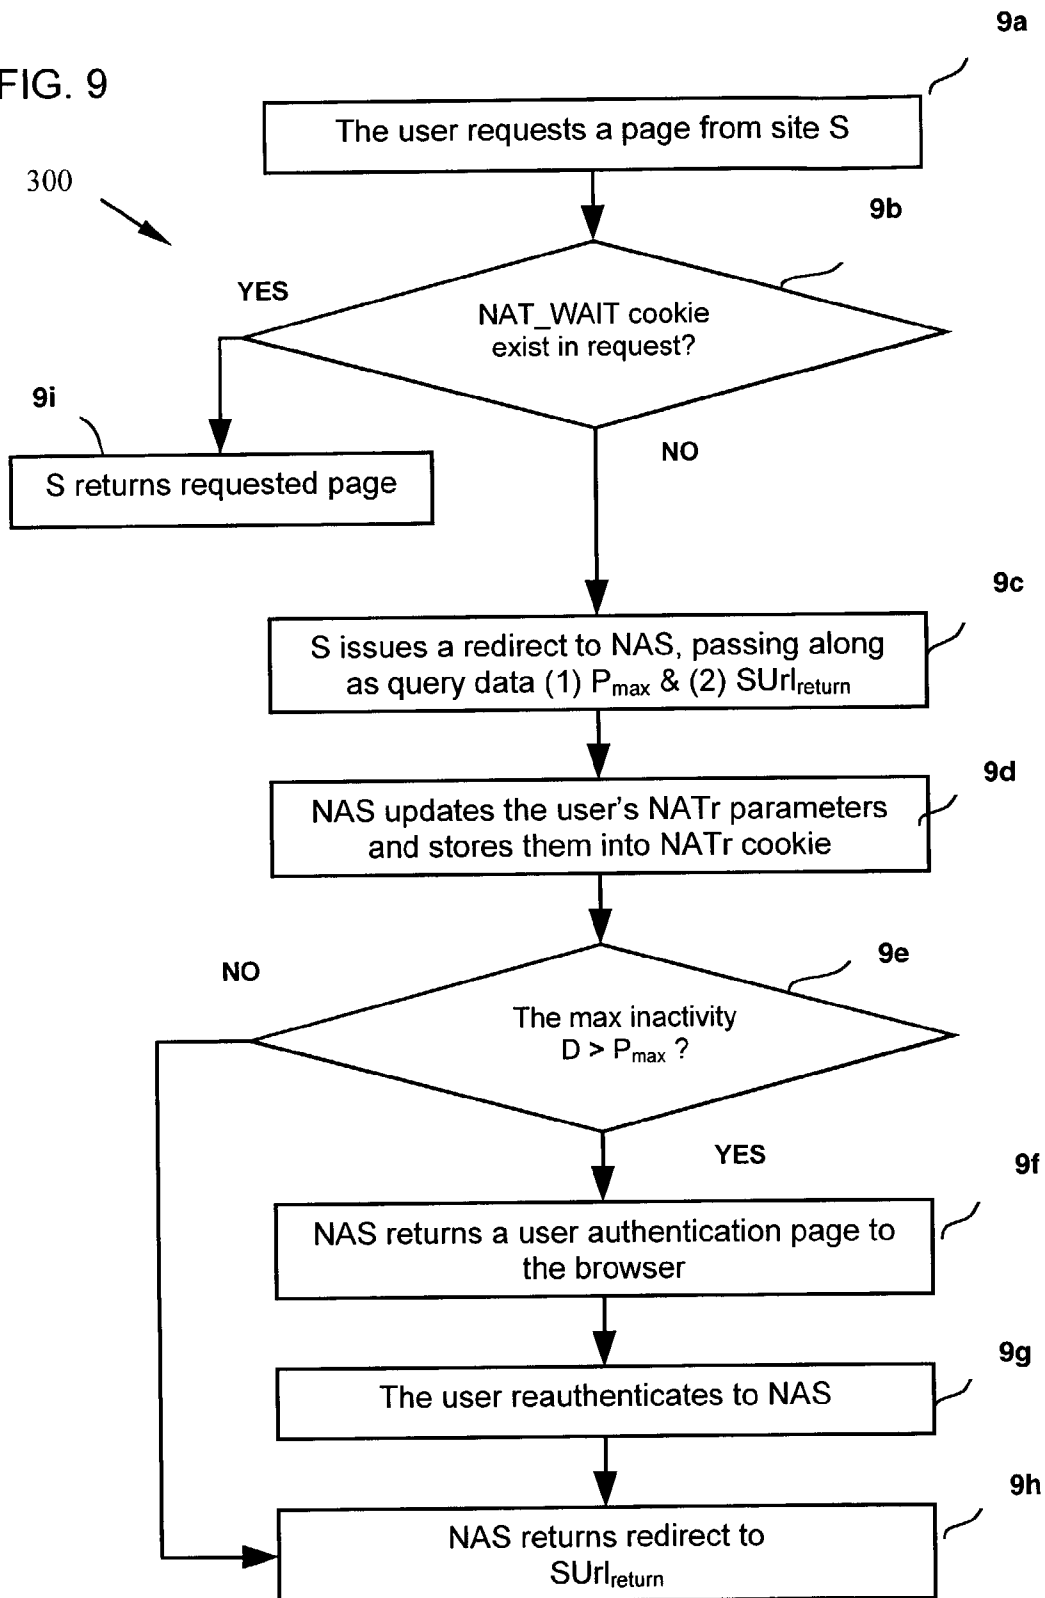 9a
FIG. 9
The user requests a page from site S
300
9b
YES
NAT_WAIT cookie
exist in request?
9i
NO
S returns requested page
9c
S issues a redirect to NAS, passing along
as query data (1) Pmax & (2) SUrlreturn
9d
NAS updates the user's NATr parameters
and stores them into NATr cookie
NO
9e
The max inactivity
D > Pmax ?
YES
9f
NAS returns a user authentication page to
the browser
9g
The user reauthenticates to NAS
9h
NAS returns redirect to
SUrlreturn